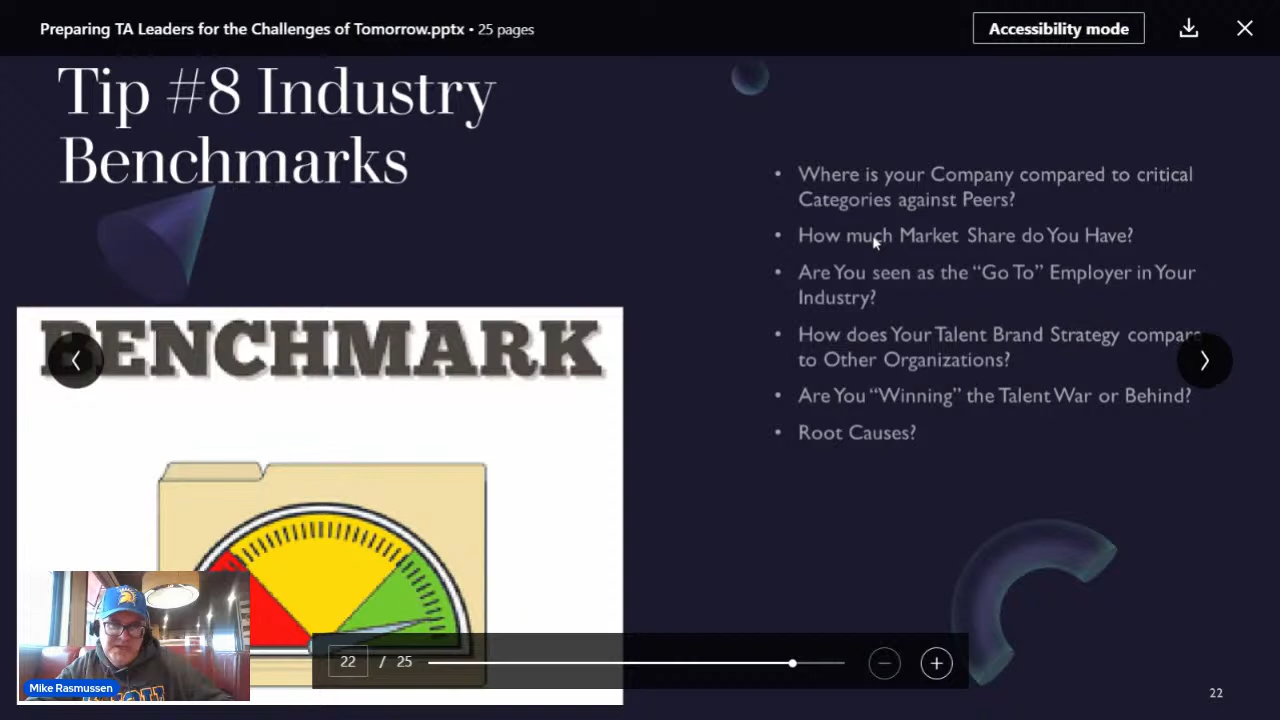 Preparing TA Leaders for the Challenges of Tomorrow.pptx • 25 pages
Accessibility mode
Tip #8 Industry
Benchmarks
• Where is your Company compared to critical
Categories against Peers?
• How much Market Share do You Have?
• Are You seen as the “Go To” Employer in Your
Industry?
• How does Your Talent Brand Strategy compare
to Other Organizations?
• Are You “Winning” the Talent War or Behind?
• Root Causes?
BENCHMARK
Mike Rasmussen
22 / 25
22